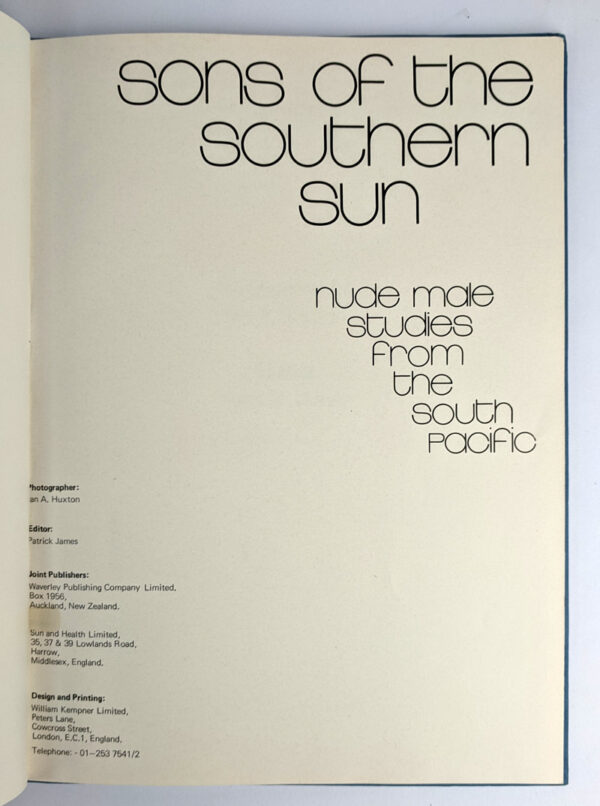 sons of the
southern
sun
nude male
studies
from
the
south
Pacific
Photographer:
an A. Huxton
Editor:
Patrick James
Joint Publishers:
Waverley Publishing Company Limited,
Box 1956,
Auckland, New Zealand.
Sun and Health Limited,
35, 37 & 39 Lowlands Road,
Harrow,
Middlesex, England.
Design and Printing:
William Kempner Limited,
Peters Lane,
Cowcross Street,
London, E.C.1, England.
Telephone: - 01-253 7541/2